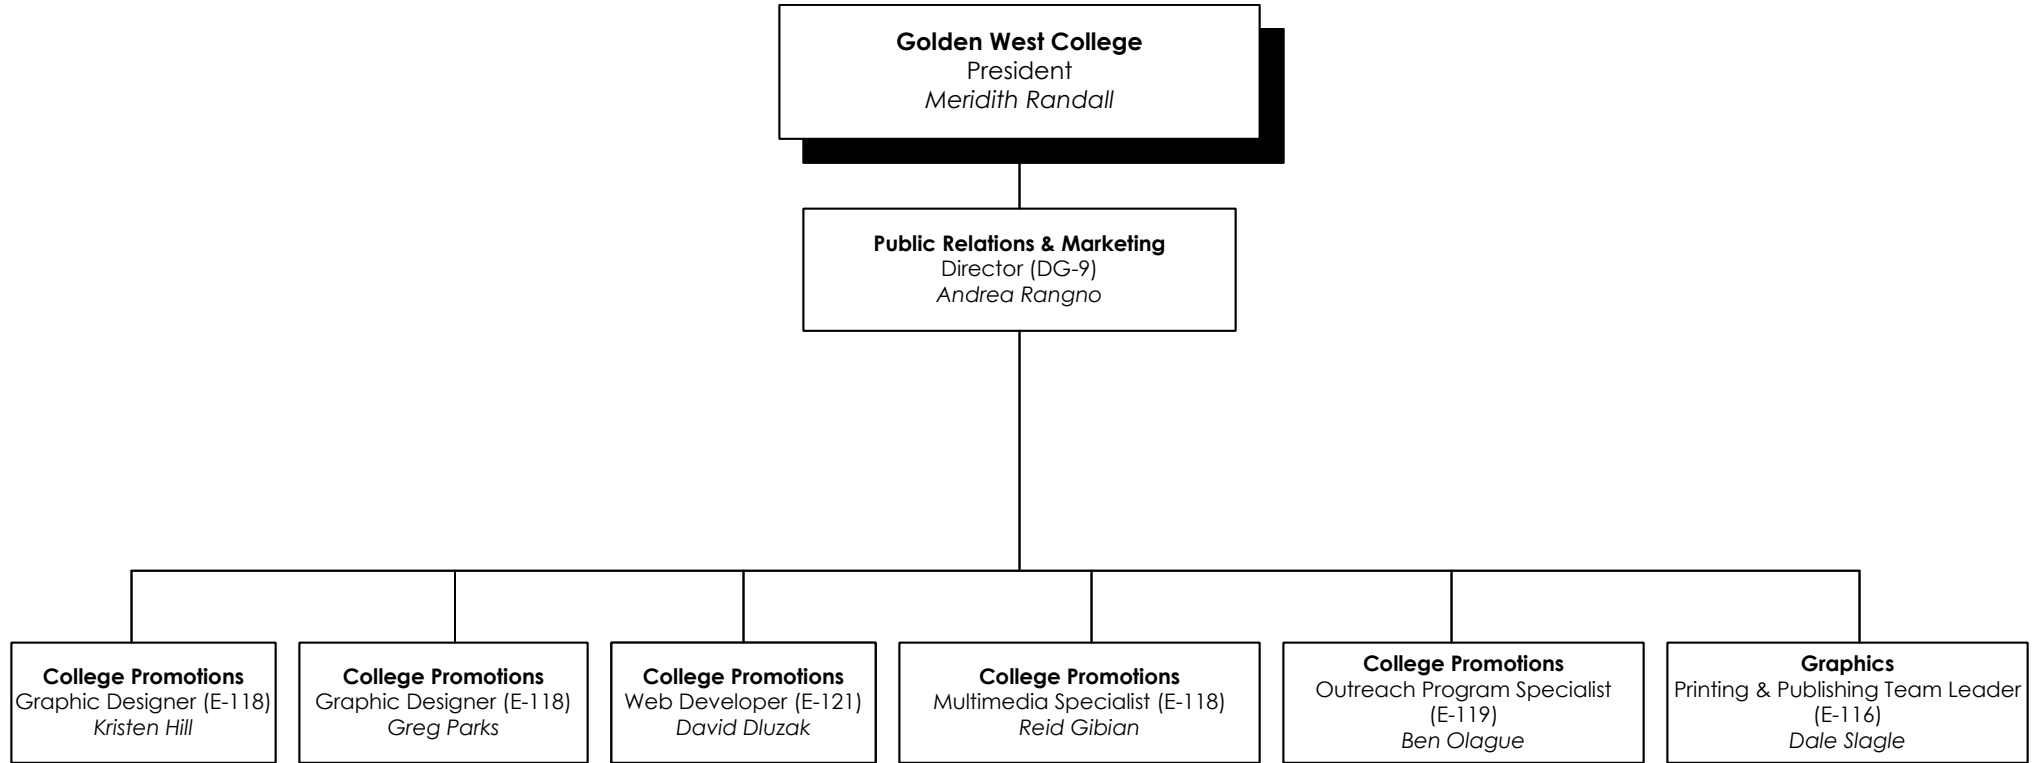 Golden West College
President
Meridith Randall
Public Relations & Marketing
Director (DG-9)
Andrea Rangno
College Promotions
Graphic Designer (E-118)
Kristen Hill
College Promotions
Graphic Designer (E-118)
Greg Parks
College Promotions
Web Developer (E-121)
David Dluzak
College Promotions
Multimedia Specialist (E-118)
Reid Gibian
College Promotions
Outreach Program Specialist
(E-119)
Ben Olague
Graphics
Printing & Publishing Team Leader
(E-116)
Dale Slagle